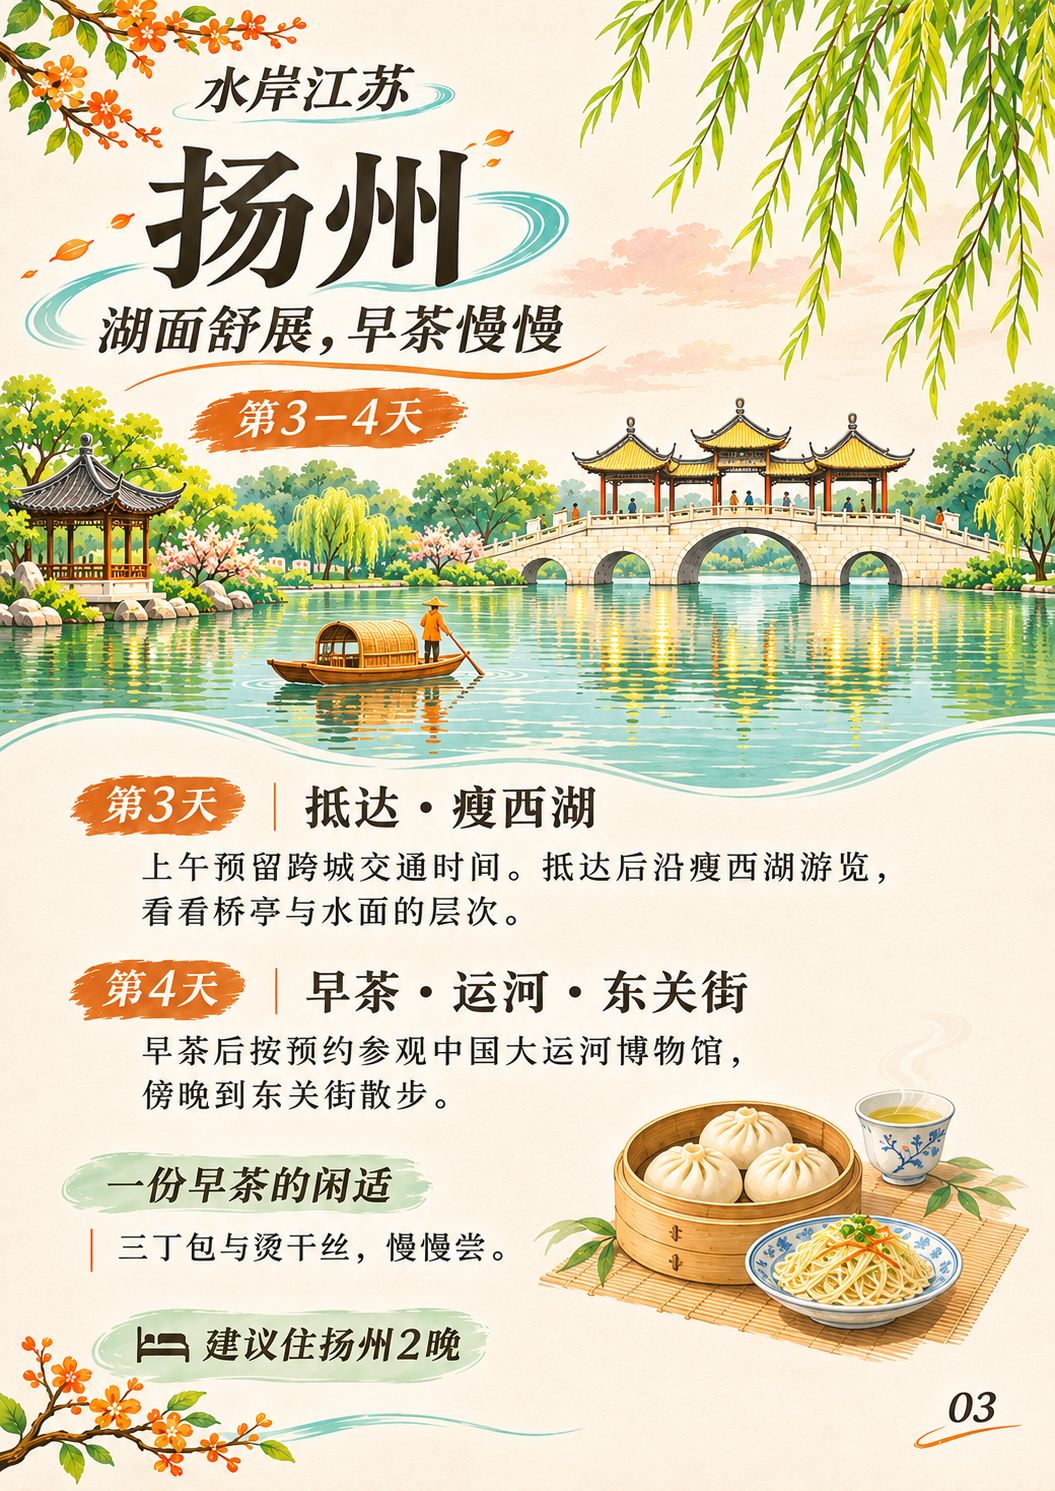 水岸江苏
扬州
湖面舒展，早茶慢慢
第3－4天
第3天
抵达·瘦西湖
上午预留跨城交通时间。抵达后沿瘦西湖游览，
看看桥亭与水面的层次。
第4天
早茶·运河·东关街
早茶后按预约参观中国大运河博物馆，
傍晚到东关街散步。
一份早茶的闲适
三丁包与烫干丝，慢慢尝。
建议住扬州2晚
03